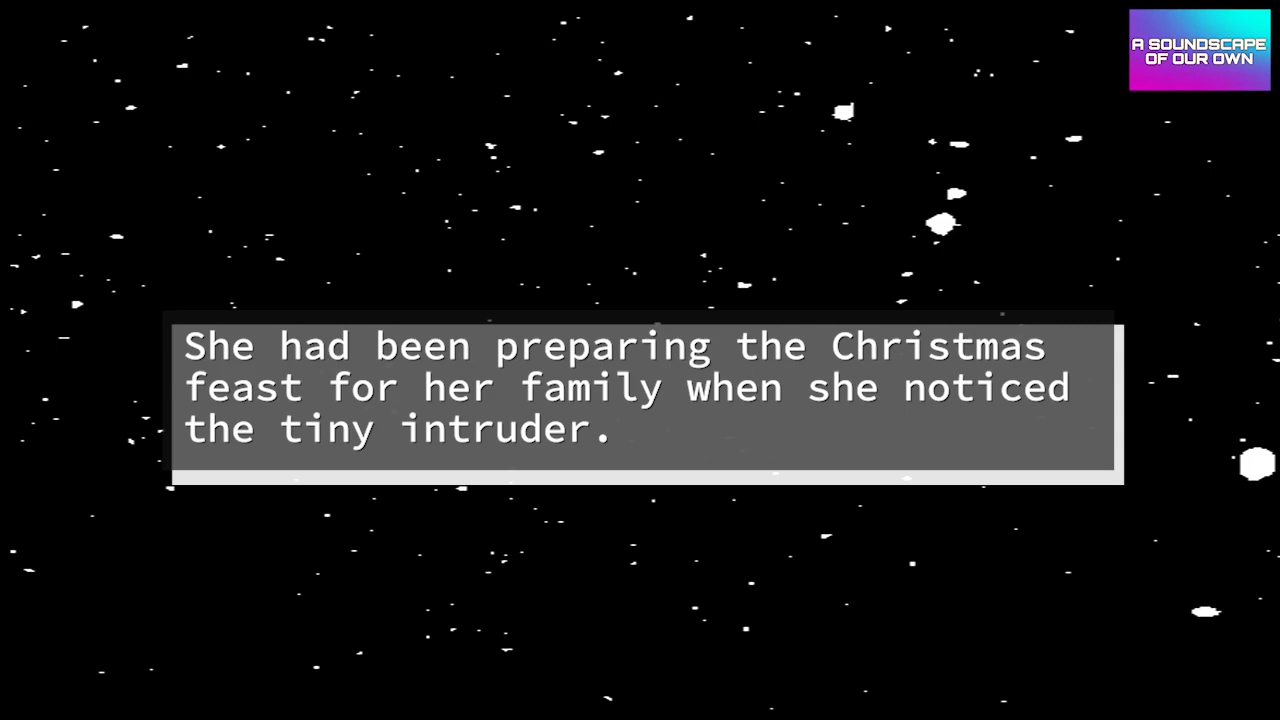 A SOUNDSCAPE
OF OUR OWN
She had been preparing the Christmas
feast for her family when she noticed
the tiny intruder.